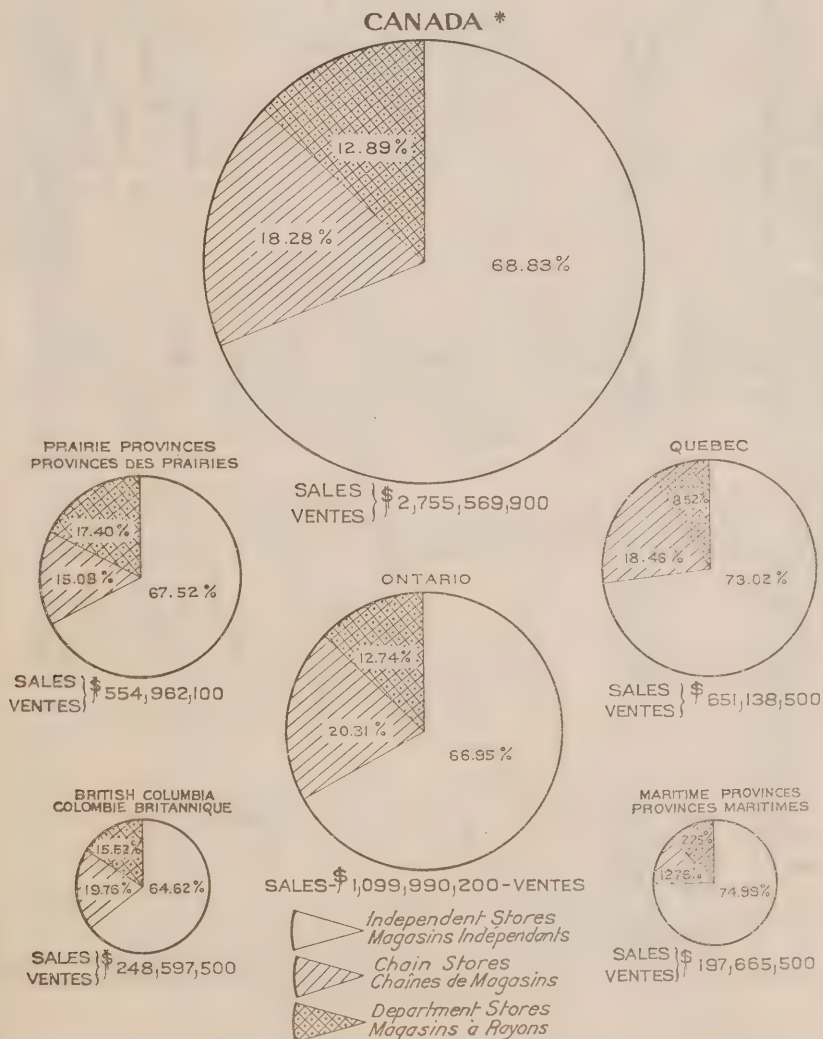 CANADA *
12.89%
18.28%
68.83%
SALES
VENTES
$2,755,569,900
PRAIRIE PROVINCES
PROVINCES DES PRAIRIES
17.40%
15.08%
67.52%
SALES
VENTES
$554,962,100
QUEBEC
8.52%
18.46%
73.02%
SALES
VENTES
$651,138,500
ONTARIO
12.74%
20.31%
66.95%
SALES-$1,099,990,200-VENTES
BRITISH COLUMBIA
COLOMBIE BRITANNIQUE
15.62%
19.76%
64.62%
SALES
VENTES
$248,597,500
MARITIME PROVINCES
PROVINCES MARITIMES
12.76%
74.99%
SALES
VENTES
$197,665,500
Independent Stores
Magasins Indépendants
Chain Stores
Chaînes de Magasins
Department Stores
Magasins à Rayons